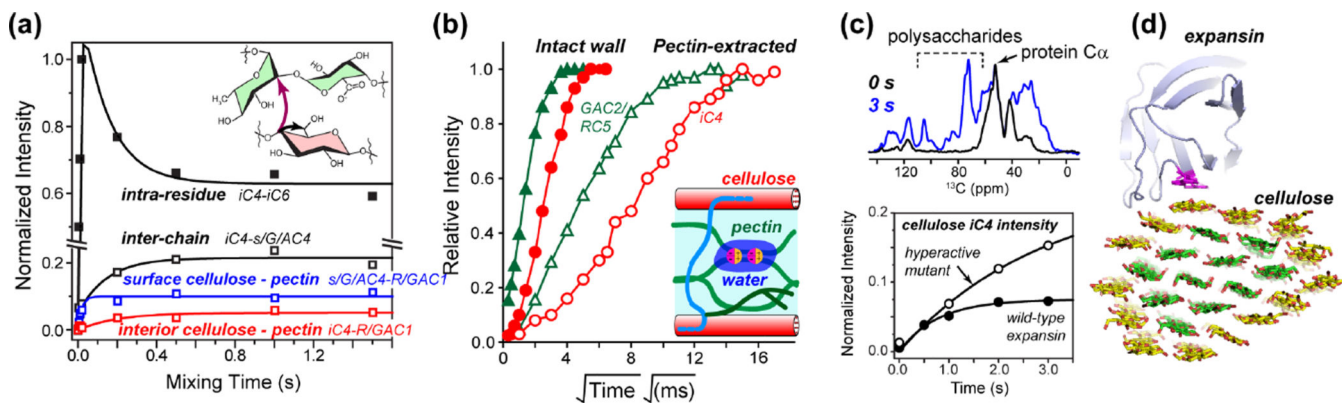 (a)
Normalized Intensity
1.0
0.8
0.6
0.2
0.1
0.0
intra-residue iC4-iC6
inter-chain iC4-s/G/AC4
surface cellulose - pectin s/G/AC4-R/GAC1
interior cellulose - pectin iC4-R/GAC1
0.0 0.4 0.8 1.2
Mixing Time (s)
(b)
Relative Intensity
1.0
0.8
0.6
0.4
0.2
0.0
Intact wall Pectin-extracted
GAC2/
RC5
iC4
cellulose
pectin
water
0 4 8 12 16
√Time √(ms)
(c)
polysaccharides
protein Cα
0 s
3 s
120 80 40 0
¹³C (ppm)
Normalized Intensity
0.2
0.1
0.0
cellulose iC4 intensity
hyperactive
mutant
wild-type
expansin
0.0 1.0 2.0 3.0
Time (s)
(d)
expansin
cellulose